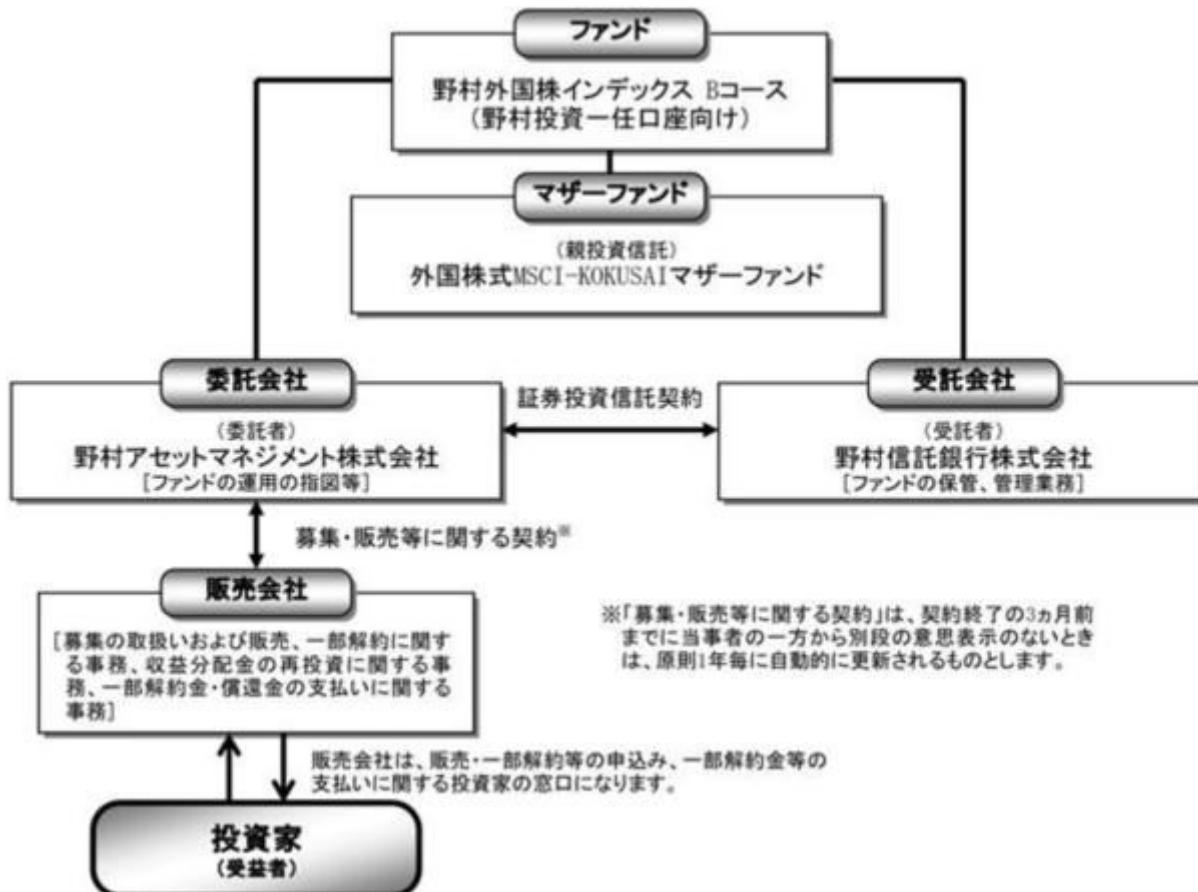 ファンド
野村外国株インデックス Bコース
(野村投資一任口座向け)
マザーファンド
(親投資信託)
外国株式MSCI-KOKUSAIマザーファンド
委託会社
(委託者)
野村アセットマネジメント株式会社
[ファンドの運用の指図等]
証券投資信託契約
受託会社
(受託者)
野村信託銀行株式会社
[ファンドの保管、管理業務]
募集・販売等に関する契約※
販売会社
[募集の取扱いおよび販売、一部解約に関す
る事務、収益分配金の再投資に関する事
務、一部解約金・償還金の支払いに関する
事務]
※「募集・販売等に関する契約」は、契約終了の3ヵ月前
までに当事者の一方から別段の意思表示のないとき
は、原則1年毎に自動的に更新されるものとします。
販売会社は、販売・一部解約等の申込み、一部解約金等の
支払いに関する投資家の窓口になります。
投資家
(受益者)